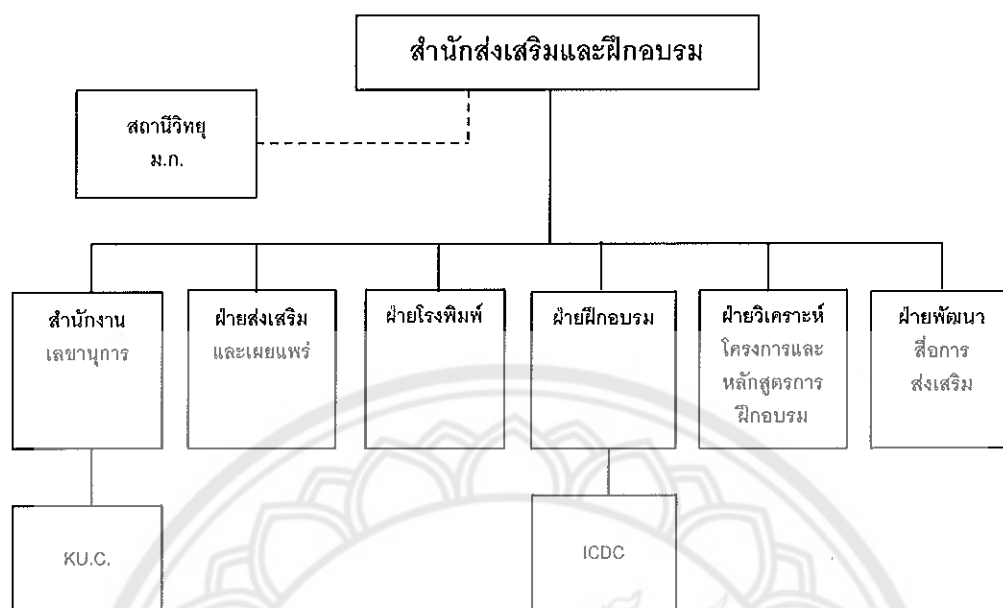 สำนักส่งเสริมและฝึกอบรม
สถานีวิทยุ
ม.ก.
สำนักงาน
เลขานุการ
ฝ่ายส่งเสริม
และเผยแพร่
ฝ่ายโรงพิมพ์
ฝ่ายฝึกอบรม
ฝ่ายวิเคราะห์
โครงการและ
หลักสูตรการ
ฝึกอบรม
ฝ่ายพัฒนา
สื่อการ
ส่งเสริม
KU.C.
ICDC